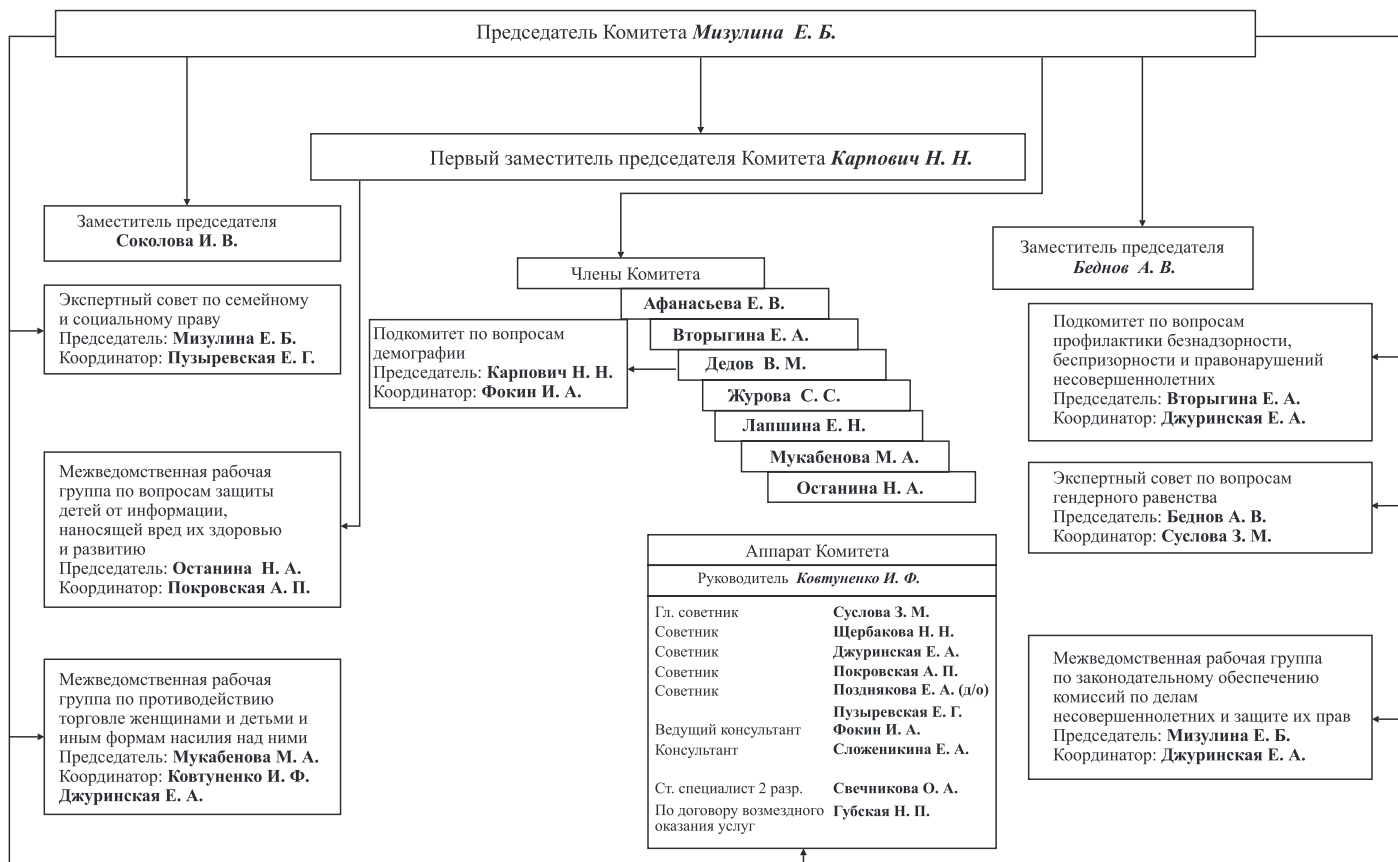 Председатель Комитета Мизулина Е. Б.
Первый заместитель председателя Комитета Карпович Н. Н.
Заместитель председателя
Соколова И. В.
Заместитель председателя
Беднов А. В.
Экспертный совет по семейному
и социальному праву
Председатель: Мизулина Е. Б.
Координатор: Пузыревская Е. Г.
Межведомственная рабочая
группа по вопросам защиты
детей от информации,
наносящей вред их здоровью
и развитию
Председатель: Останина Н. А.
Координатор: Покровская А. П.
Межведомственная рабочая
группа по противодействию
торговле женщинами и детьми и
иным формам насилия над ними
Председатель: Мукабенова М. А.
Координатор: Ковтуненко И. Ф.
Джуринская Е. А.
Подкомитет по вопросам
демографии
Председатель: Карпович Н. Н.
Координатор: Фокин И. А.
Члены Комитета
Афанасьева Е. В.
Вторыгина Е. А.
Дедов В. М.
Журова С. С.
Лапшина Е. Н.
Мукабенова М. А.
Останина Н. А.
Аппарат Комитета
Руководитель Ковтуненко И. Ф.
Гл. советник Суслова З. М.
Советник Щербакова Н. Н.
Советник Джуринская Е. А.
Советник Покровская А. П.
Советник Позднякова Е. А. (д/о)
Пузыревская Е. Г.
Ведущий консультант Фокин И. А.
Консультант Сложеникина Е. А.
Ст. специалист 2 разр. Свечникова О. А.
По договору возмездного Губская Н. П.
оказания услуг
Подкомитет по вопросам
профилактики безнадзорности,
беспризорности и правонарушений
несовершеннолетних
Председатель: Вторыгина Е. А.
Координатор: Джуринская Е. А.
Экспертный совет по вопросам
гендерного равенства
Председатель: Беднов А. В.
Координатор: Суслова З. М.
Межведомственная рабочая группа
по законодательному обеспечению
комиссий по делам
несовершеннолетних и защите их прав
Председатель: Мизулина Е. Б.
Координатор: Джуринская Е. А.